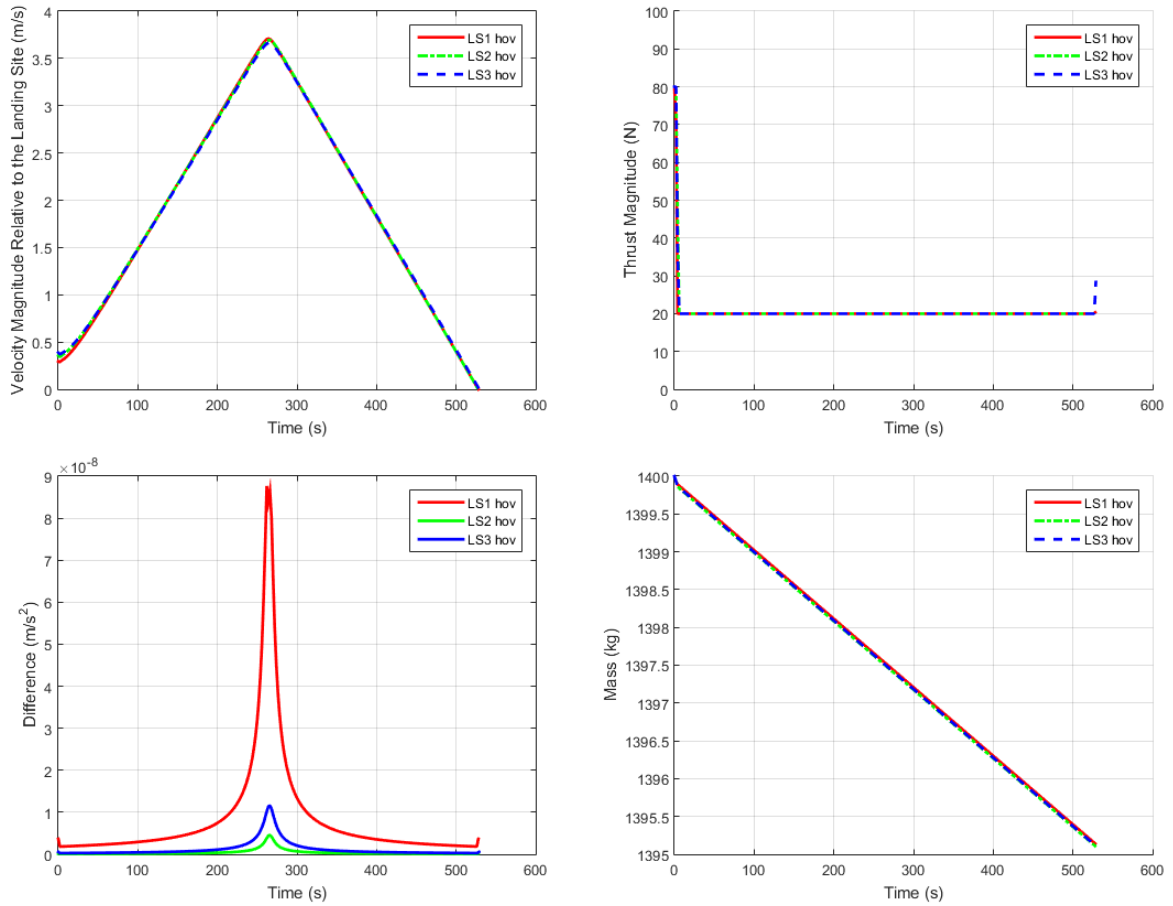 Velocity Magnitude Relative to the Landing Site (m/s)
4
3.5
3
2.5
2
1.5
1
0.5
0
0 100 200 300 400 500 600
Time (s)
LS1 hov
LS2 hov
LS3 hov
Thrust Magnitude (N)
100
90
80
70
60
50
40
30
20
10
0
0 100 200 300 400 500 600
Time (s)
LS1 hov
LS2 hov
LS3 hov
Difference (m/s²)
×10⁻⁸
9
8
7
6
5
4
3
2
1
0
0 100 200 300 400 500 600
Time (s)
LS1 hov
LS2 hov
LS3 hov
Mass (kg)
1400
1399.5
1399
1398.5
1398
1397.5
1397
1396.5
1396
1395.5
1395
0 100 200 300 400 500 600
Time (s)
LS1 hov
LS2 hov
LS3 hov